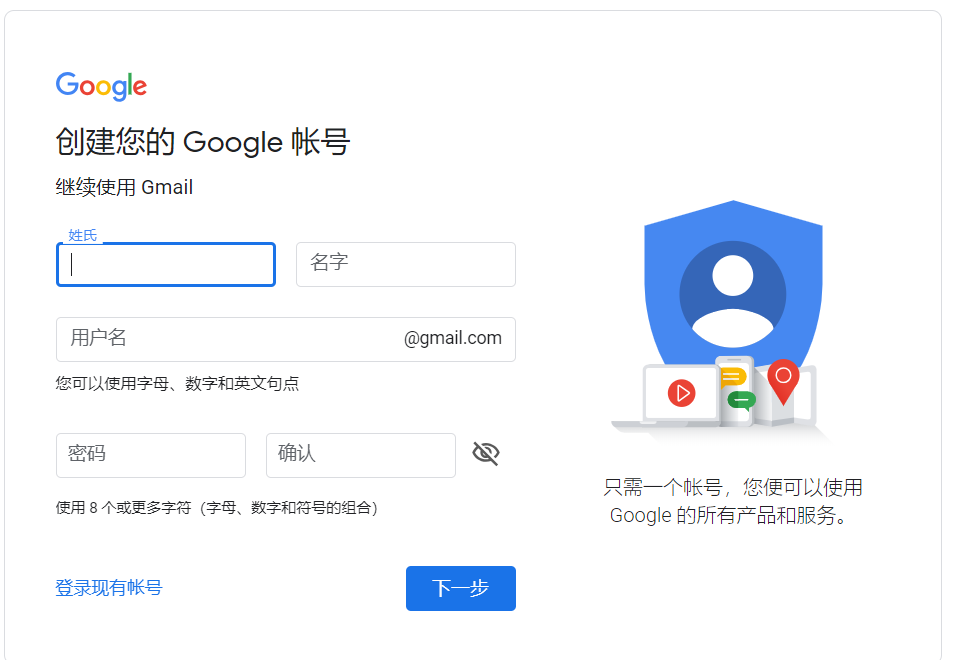 Google
创建您的 Google 帐号
继续使用 Gmail
姓氏
名字
用户名 @gmail.com
您可以使用字母、数字和英文句点
密码 确认
使用 8 个或更多字符（字母、数字和符号的组合）
登录现有帐号
下一步
只需一个帐号，您便可以使用
Google 的所有产品和服务。